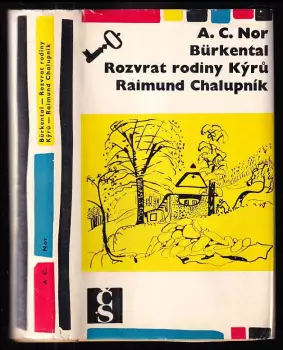 A. C. Nor
Bürkental
Rozvrat rodiny Kýrů
Raimund Chalupník
ČS
Bürkental — Rozvrat rodiny
Kýrů — Raimund Chalupník
A. C. Nor